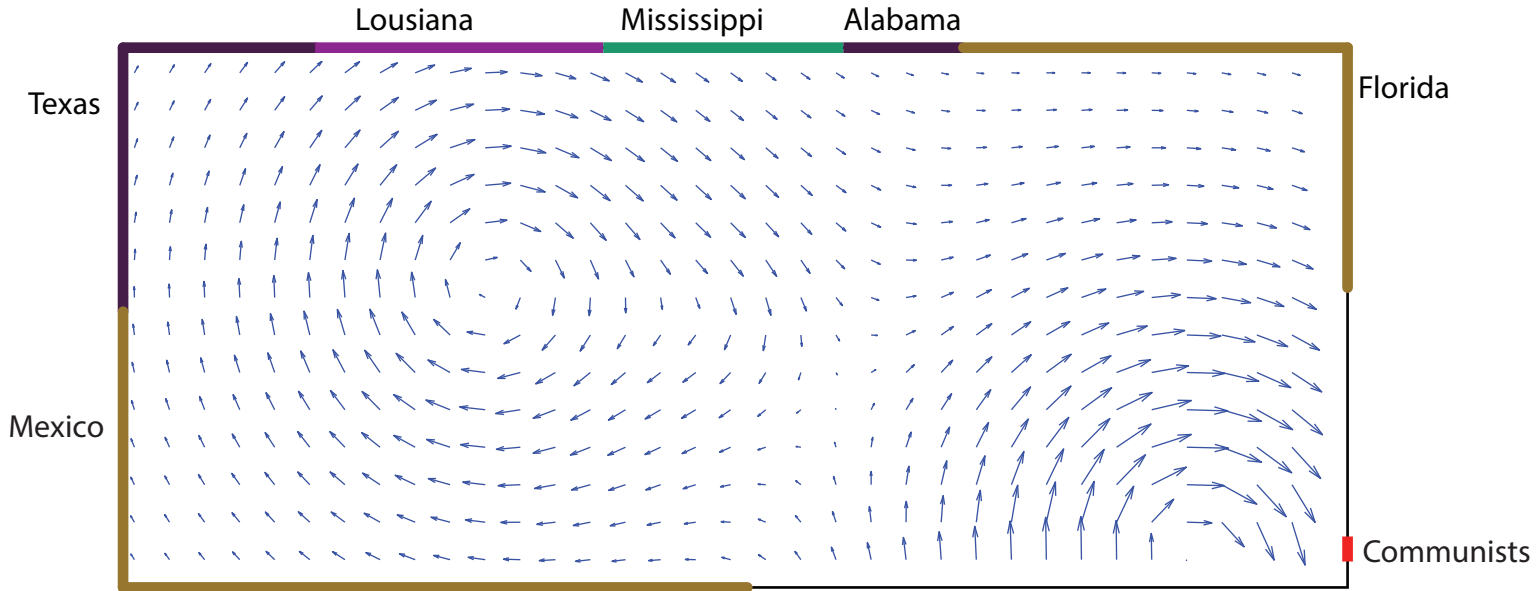 Lousiana
Mississippi
Alabama
Texas
Florida
Mexico
Communists